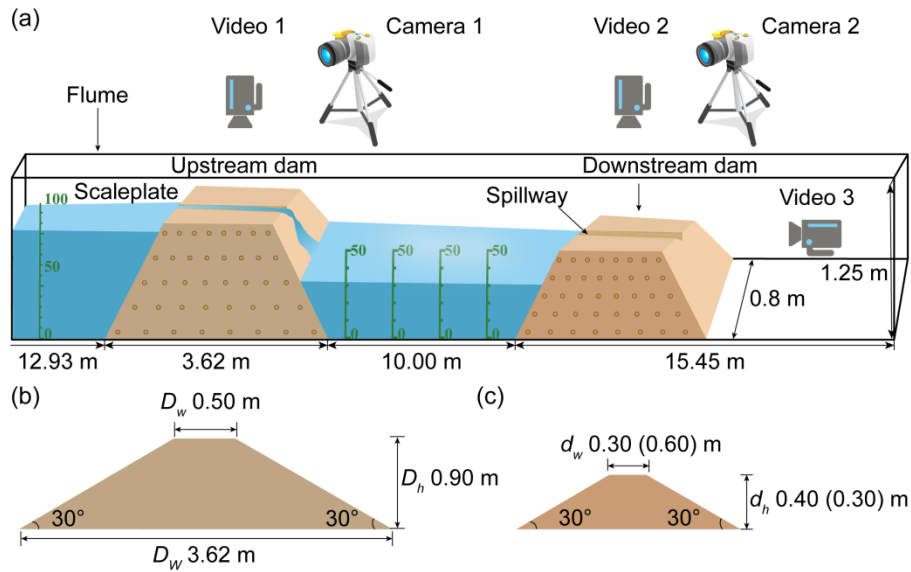 (a)
Video 1
Camera 1
Video 2
Camera 2
Flume
Upstream dam
Downstream dam
Scaleplate
Spillway
Video 3
100
50
0
50
50
50
50
0
0
0
0
1.25 m
0.8 m
12.93 m
3.62 m
10.00 m
15.45 m
(b)
D_w 0.50 m
D_h 0.90 m
30°
30°
D_W 3.62 m
(c)
d_w 0.30 (0.60) m
d_h 0.40 (0.30) m
30°
30°